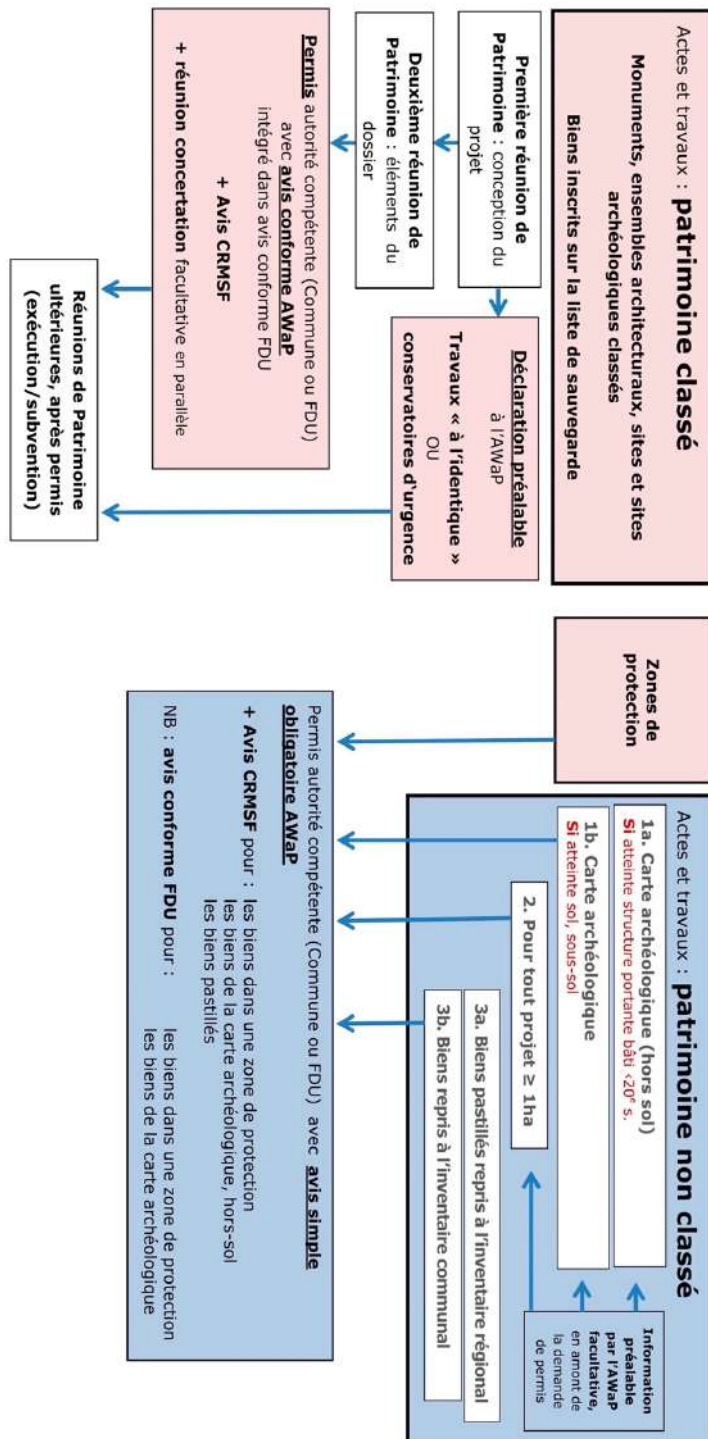 Actes et travaux : patrimoine classé
Monuments, ensembles architecturaux, sites et sites
archéologiques classés
Biens inscrits sur la liste de sauvegarde
Première réunion de
Patrimoine : conception du
projet
Déclaration préalable
à l'AWaP
Travaux « à l'identique »
OU
conservatoires d'urgence
Deuxième réunion de
Patrimoine : éléments du
dossier
Permis autorité compétente (Commune ou FDU)
avec avis conforme AWaP
intégré dans avis conforme FDU
+ Avis CRMSF
+ réunion concertation facultative en parallèle
Réunions de Patrimoine
ultérieures, après permis
(exécution/subvention)
Zones de
protection
Actes et travaux : patrimoine non classé
1a. Carte archéologique (hors sol)
Si atteinte structure portante bâti <20e s.
1b. Carte archéologique
Si atteinte sol, sous-sol
2. Pour tout projet ≥ 1ha
3a. Biens pastillés repris à l'inventaire régional
3b. Biens repris à l'inventaire communal
Information
préalable
par l'AWaP
facultative,
en amont de
la demande
de permis
Permis autorité compétente (Commune ou FDU) avec avis simple
obligatoire AWaP
+ Avis CRMSF pour : les biens dans une zone de protection
les biens de la carte archéologique, hors-sol
les biens pastillés
NB : avis conforme FDU pour :
les biens dans une zone de protection
les biens de la carte archéologique